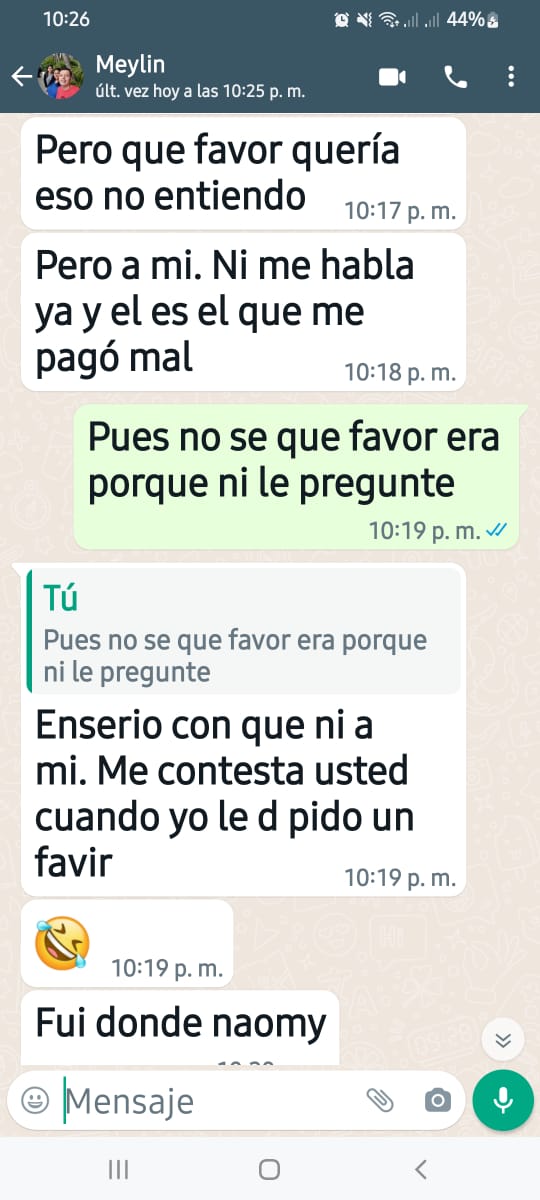 10:26
44%
Meylin
últ. vez hoy a las 10:25 p. m.
Pero que favor quería
eso no entiendo
10:17 p. m.
Pero a mi. Ni me habla
ya y el es el que me
pagó mal
10:18 p. m.
Pues no se que favor era
porque ni le pregunte
10:19 p. m.
Tú
Pues no se que favor era porque
ni le pregunte
Enserio con que ni a
mi. Me contesta usted
cuando yo le d pido un
favir
10:19 p. m.
10:19 p. m.
Fui donde naomy
Mensaje